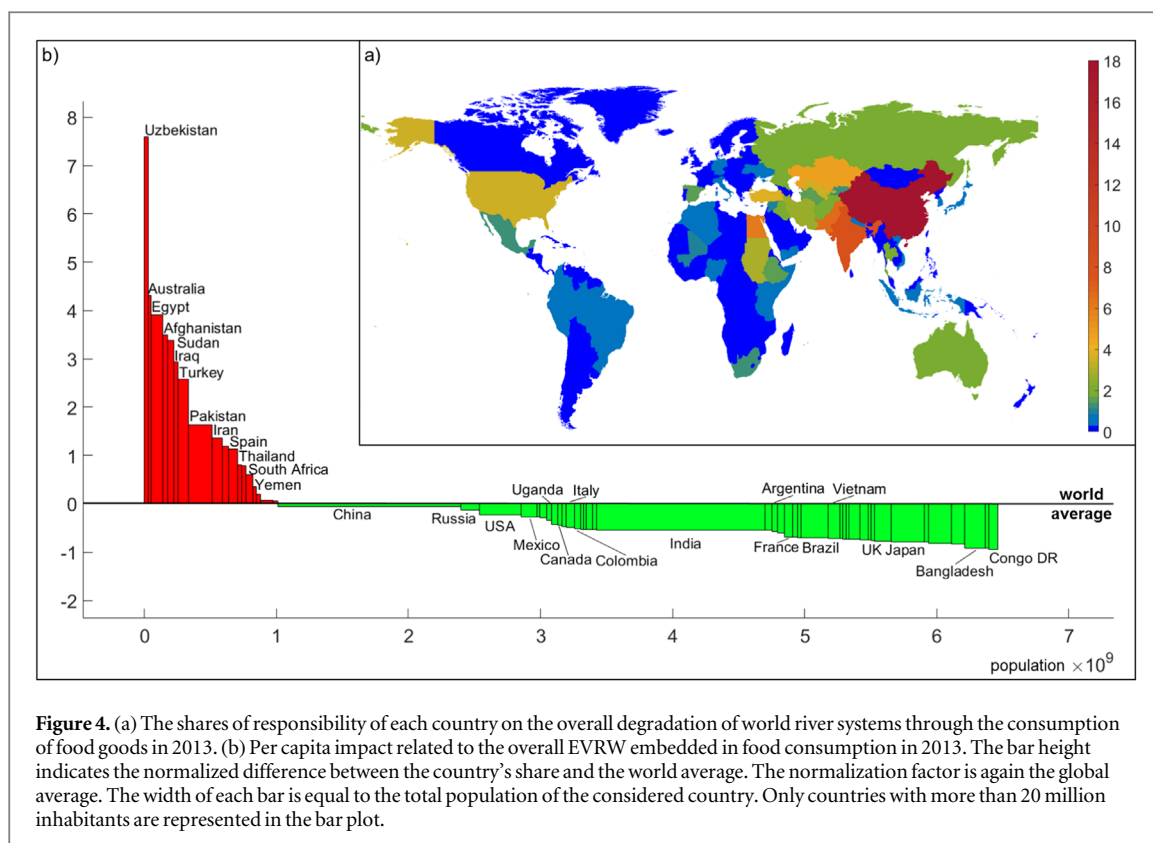 b)
a)
18
16
14
12
10
8
6
4
2
0
8
7
6
5
4
3
2
1
0
-1
-2
Uzbekistan
Australia
Egypt
Afghanistan
Sudan
Iraq
Turkey
Pakistan
Iran
Spain
Thailand
South Africa
Yemen
China
Russia
USA
Mexico
Uganda
Canada
Italy
Colombia
India
Argentina
France
Brazil
Vietnam
UK
Japan
Bangladesh
Congo DR
world
average
0 1 2 3 4 5 6 7
population ×10⁹
Figure 4. (a) The shares of responsibility of each country on the overall degradation of world river systems through the consumption
of food goods in 2013. (b) Per capita impact related to the overall EVRW embedded in food consumption in 2013. The bar height
indicates the normalized difference between the country's share and the world average. The normalization factor is again the global
average. The width of each bar is equal to the total population of the considered country. Only countries with more than 20 million
inhabitants are represented in the bar plot.